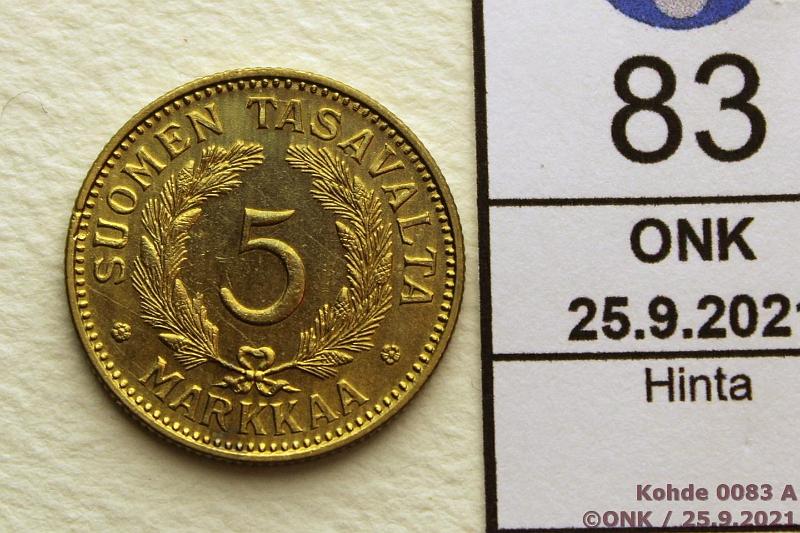 SUOMEN TASAVALTA
5
MARKKAA
83
ONK
25.9.2021
Hinta
Kohde 0083 A
©ONK / 25.9.2021